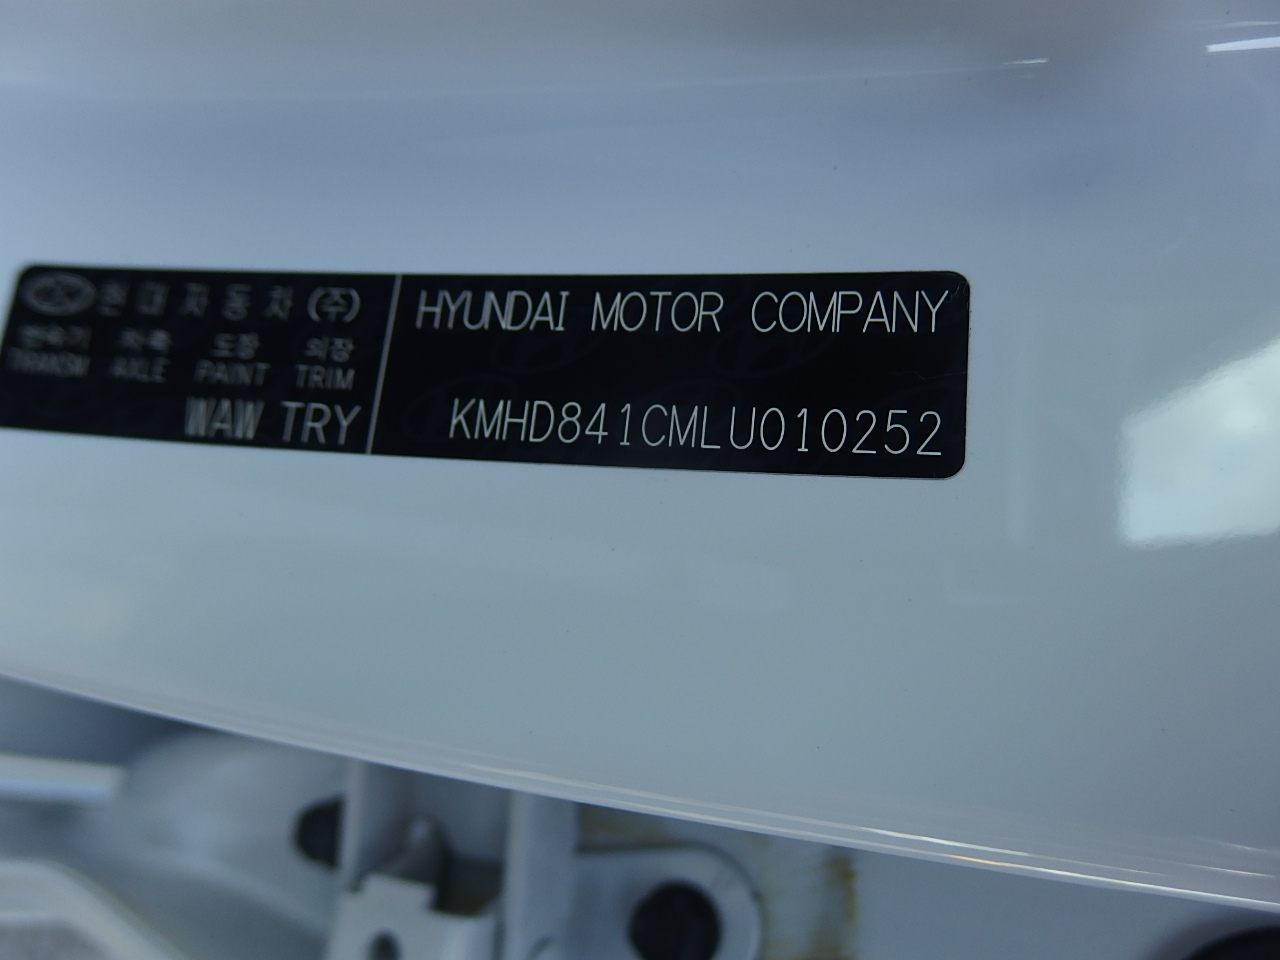 현대자동차(주)
변속기 차축 도장 의장
TRANSM AXLE PAINT TRIM
WAW TRY
HYUNDAI MOTOR COMPANY
KMHD841CMLU010252